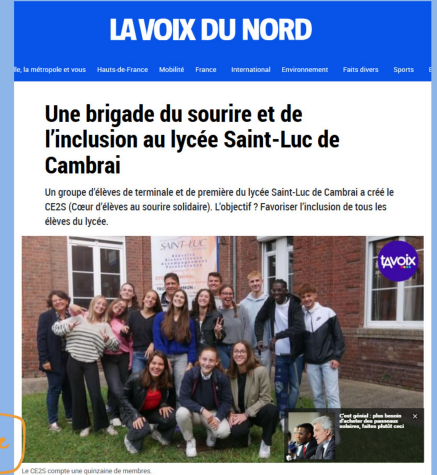 LA VOIX DU NORD
lle, la métropole et vous Hauts-de-France Mobilité France International Environnement Faits divers Sports
Une brigade du sourire et de
l'inclusion au lycée Saint-Luc de
Cambrai
Un groupe d'élèves de terminale et de première du lycée Saint-Luc de Cambrai a créé le
CE2S (Cœur d'élèves au sourire solidaire). L'objectif ? Favoriser l'inclusion de tous les
élèves du lycée.
SAINT-LUC
tavoix
C'est génial : plus besoin
d'acheter des panneaux
solaires, faites plutôt ceci
Le CE2S compte une quinzaine de membres.